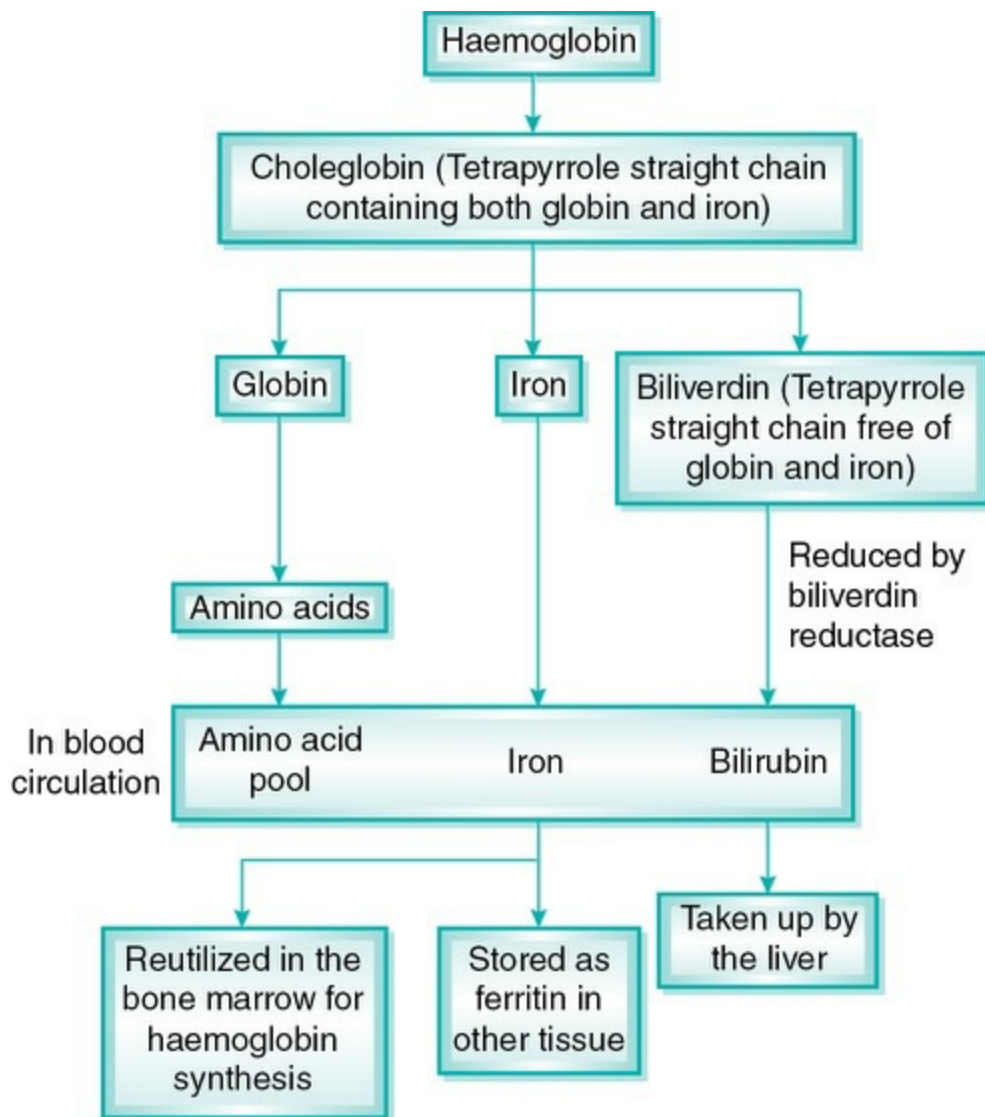 Haemoglobin
Choleglobin (Tetrapyrrole straight chain
containing both globin and iron)
Globin
Iron
Biliverdin (Tetrapyrrole
straight chain free of
globin and iron)
Reduced by
biliverdin
reductase
Amino acids
In blood
circulation
Amino acid
pool
Iron
Bilirubin
Reutilized in the
bone marrow for
haemoglobin
synthesis
Stored as
ferritin in
other tissue
Taken up by
the liver